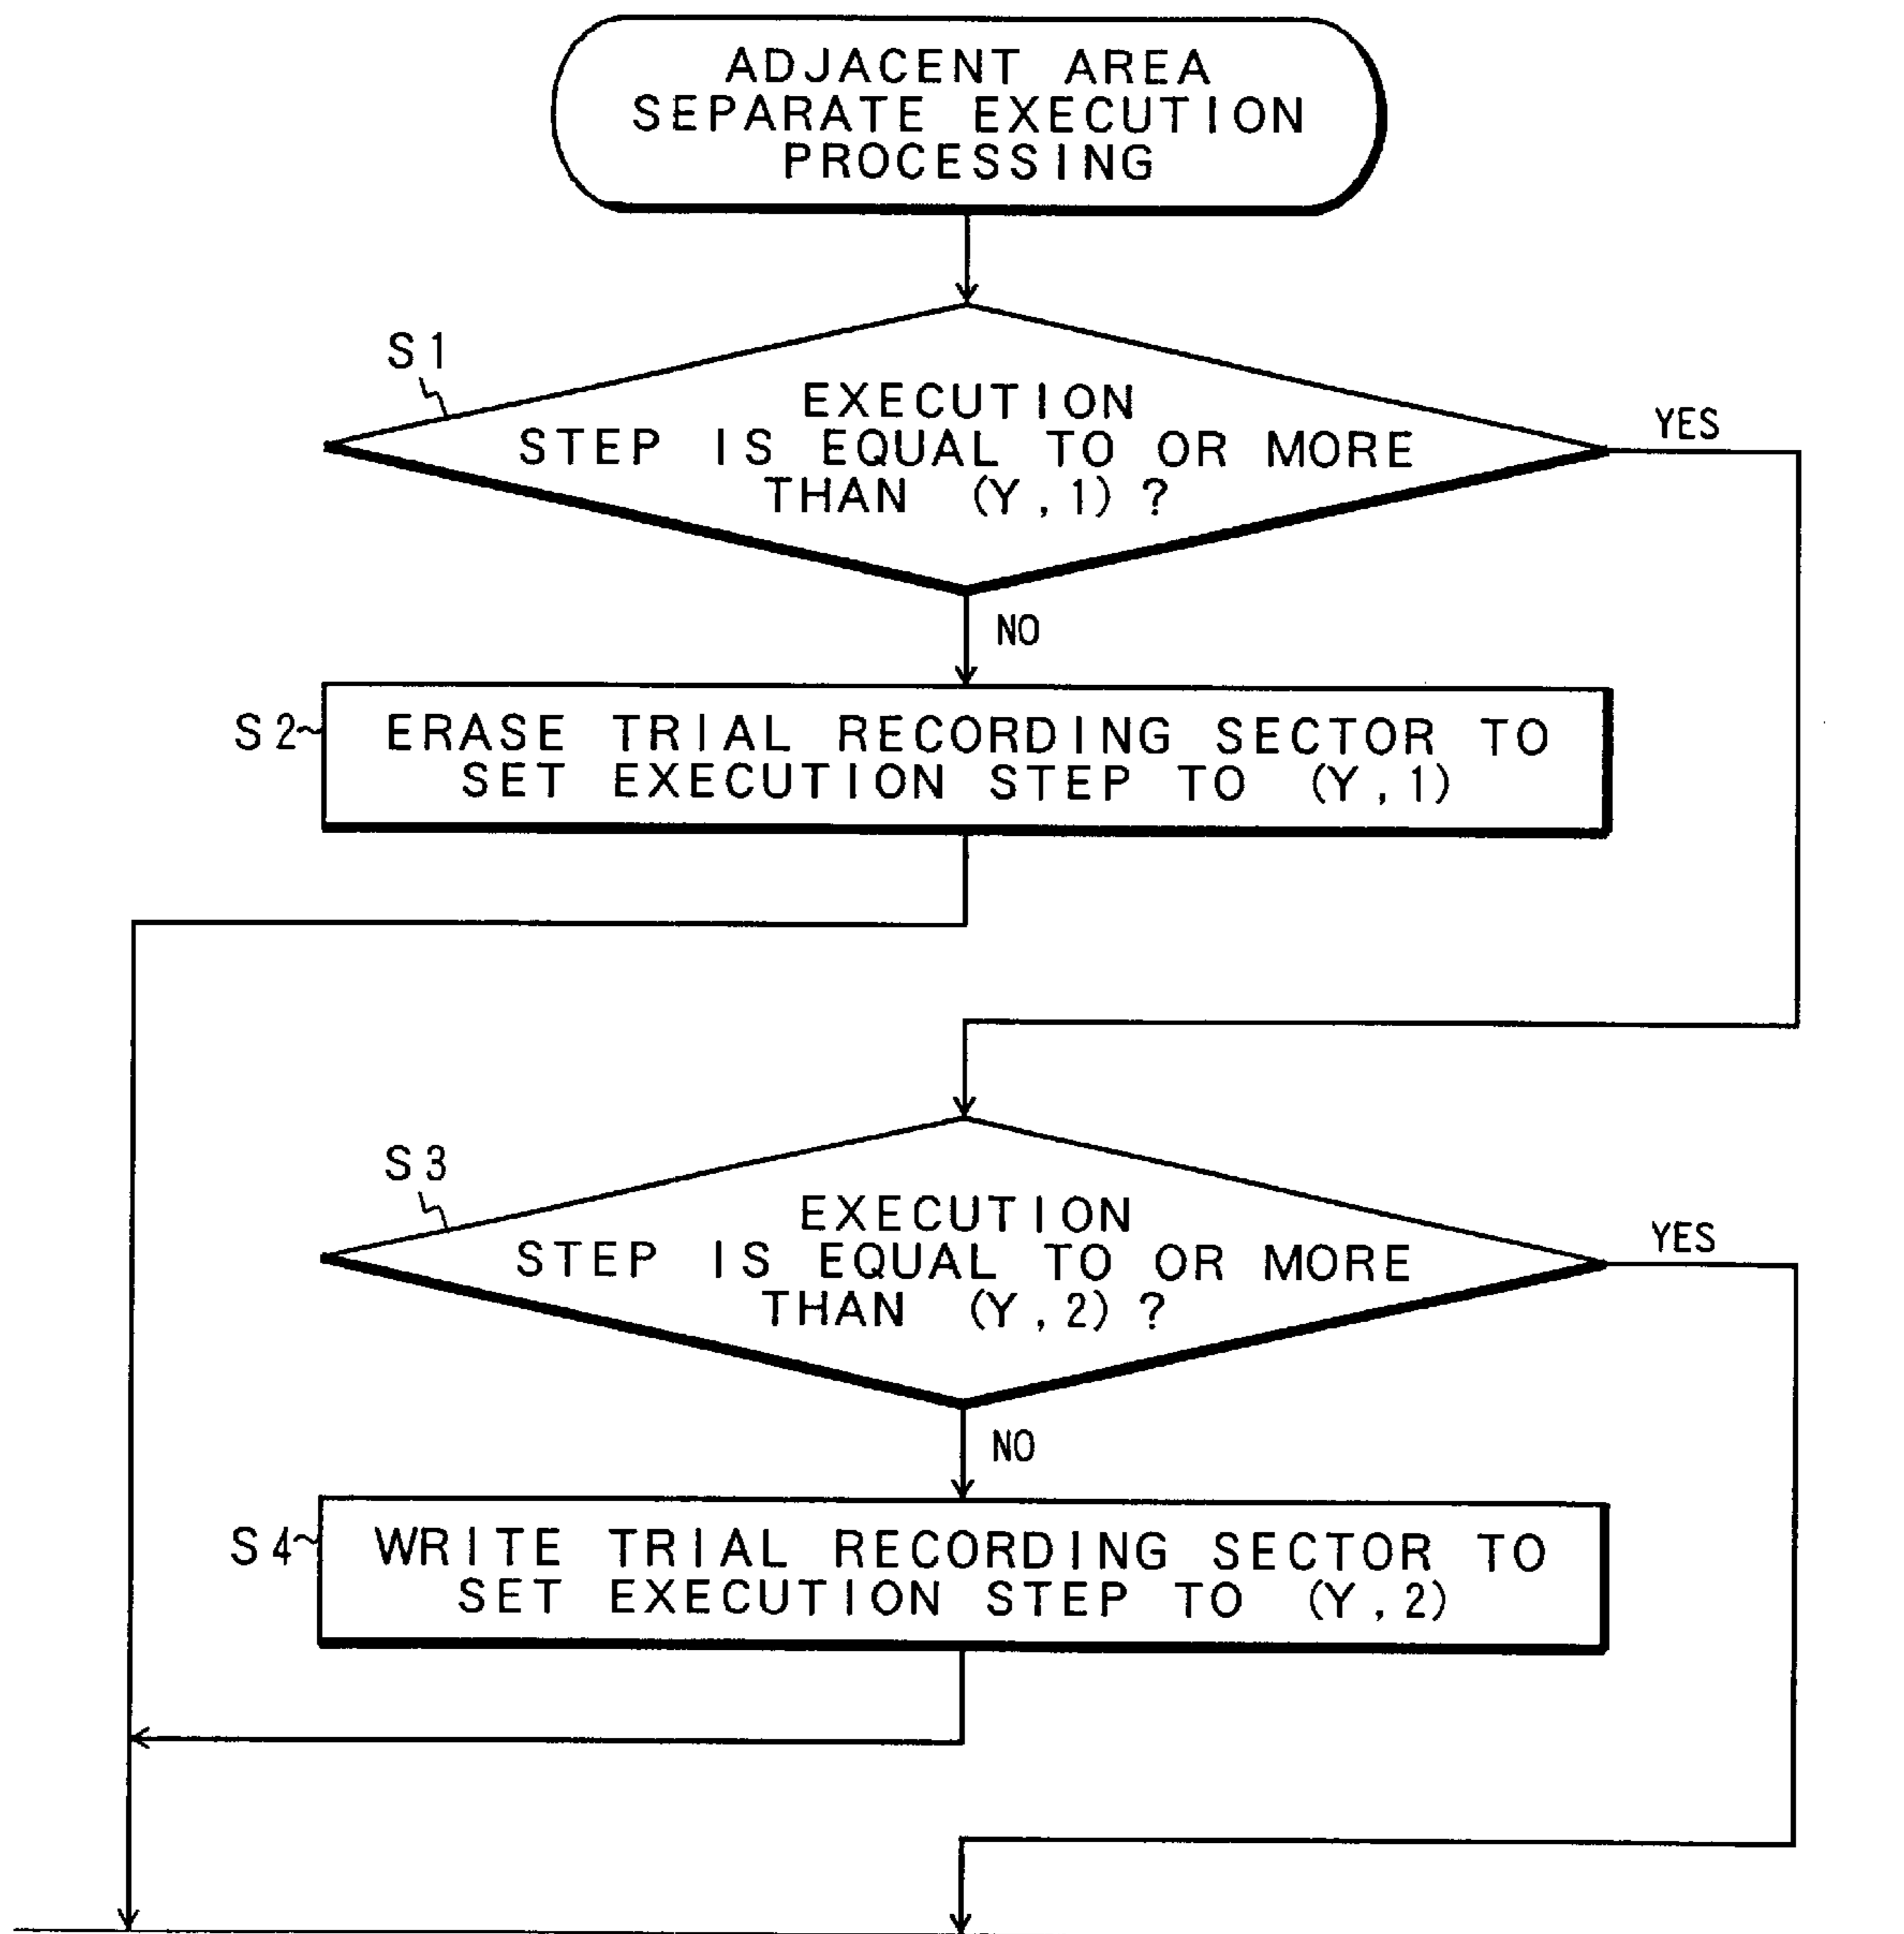 ADJACENT AREA
SEPARATE EXECUTION
PROCESSING
S1
EXECUTION
STEP IS EQUAL TO OR MORE
THAN (Y,1)?
YES
NO
S2
ERASE TRIAL RECORDING SECTOR TO
SET EXECUTION STEP TO (Y,1)
S3
EXECUTION
STEP IS EQUAL TO OR MORE
THAN (Y,2)?
YES
NO
S4
WRITE TRIAL RECORDING SECTOR TO
SET EXECUTION STEP TO (Y,2)